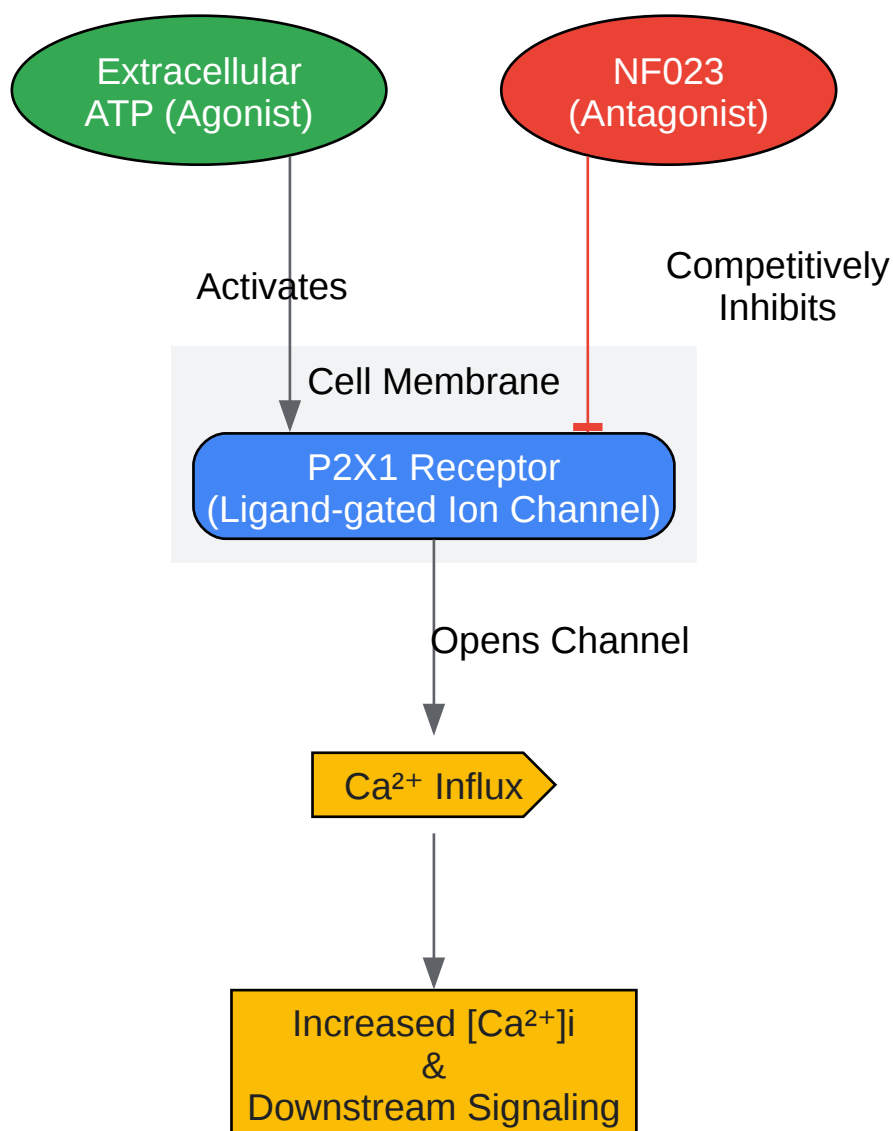 Extracellular
ATP (Agonist)
NF023
(Antagonist)
Activates
Competitively
Inhibits
Cell Membrane
P2X1 Receptor
(Ligand-gated Ion Channel)
Opens Channel
Ca²⁺ Influx
Increased [Ca²⁺]i
&
Downstream Signaling